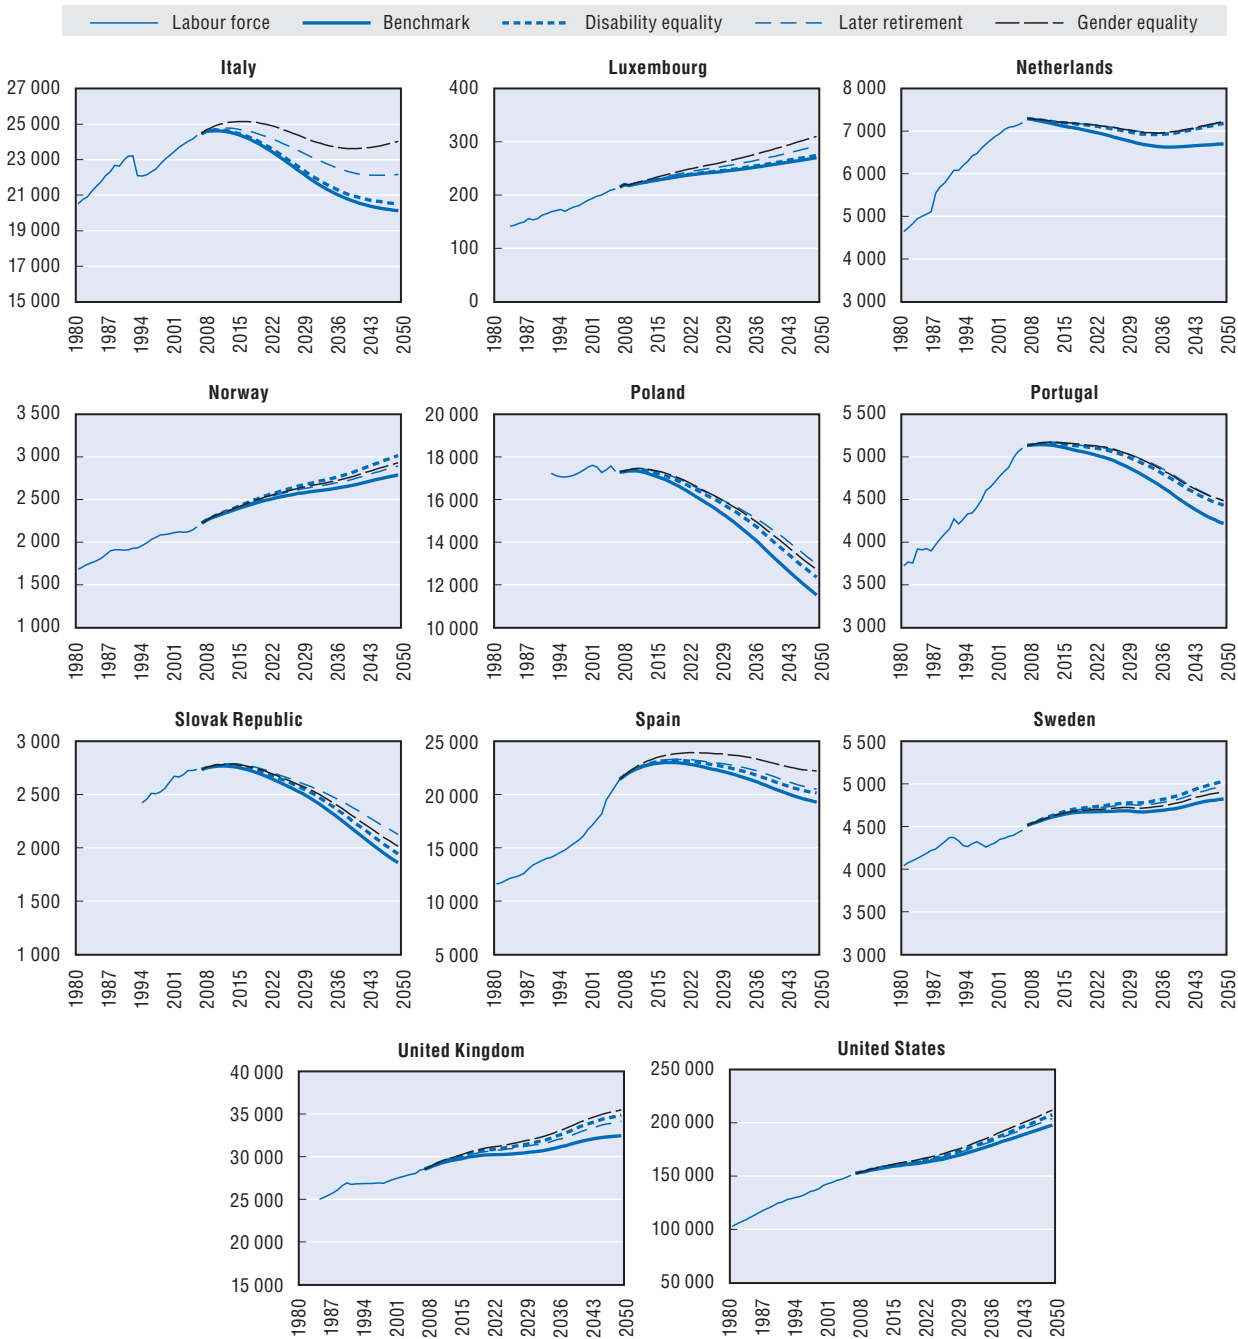 Labour force Benchmark Disability equality Later retirement Gender equality
Italy
27 000
25 000
23 000
21 000
19 000
17 000
15 000
1980 1987 1994 2001 2008 2015 2022 2029 2036 2043 2050
Luxembourg
400
300
200
100
0
1980 1987 1994 2001 2008 2015 2022 2029 2036 2043 2050
Netherlands
8 000
7 000
6 000
5 000
4 000
3 000
1980 1987 1994 2001 2008 2015 2022 2029 2036 2043 2050
Norway
3 500
3 000
2 500
2 000
1 500
1 000
1980 1987 1994 2001 2008 2015 2022 2029 2036 2043 2050
Poland
20 000
18 000
16 000
14 000
12 000
10 000
1980 1987 1994 2001 2008 2015 2022 2029 2036 2043 2050
Portugal
5 500
5 000
4 500
4 000
3 500
3 000
1980 1987 1994 2001 2008 2015 2022 2029 2036 2043 2050
Slovak Republic
3 000
2 500
2 000
1 500
1 000
1980 1987 1994 2001 2008 2015 2022 2029 2036 2043 2050
Spain
25 000
20 000
15 000
10 000
5 000
1980 1987 1994 2001 2008 2015 2022 2029 2036 2043 2050
Sweden
5 500
5 000
4 500
4 000
3 500
3 000
1980 1987 1994 2001 2008 2015 2022 2029 2036 2043 2050
United Kingdom
40 000
35 000
30 000
25 000
20 000
15 000
1980 1987 1994 2001 2008 2015 2022 2029 2036 2043 2050
United States
250 000
200 000
150 000
100 000
50 000
1980 1987 1994 2001 2008 2015 2022 2029 2036 2043 2050